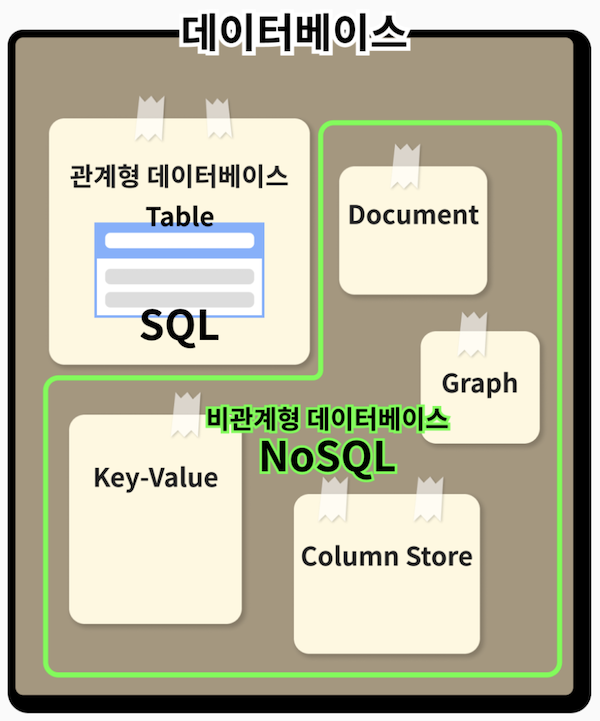 데이터베이스
관계형 데이터베이스
Table
SQL
Document
Graph
비관계형 데이터베이스
NoSQL
Key-Value
Column Store